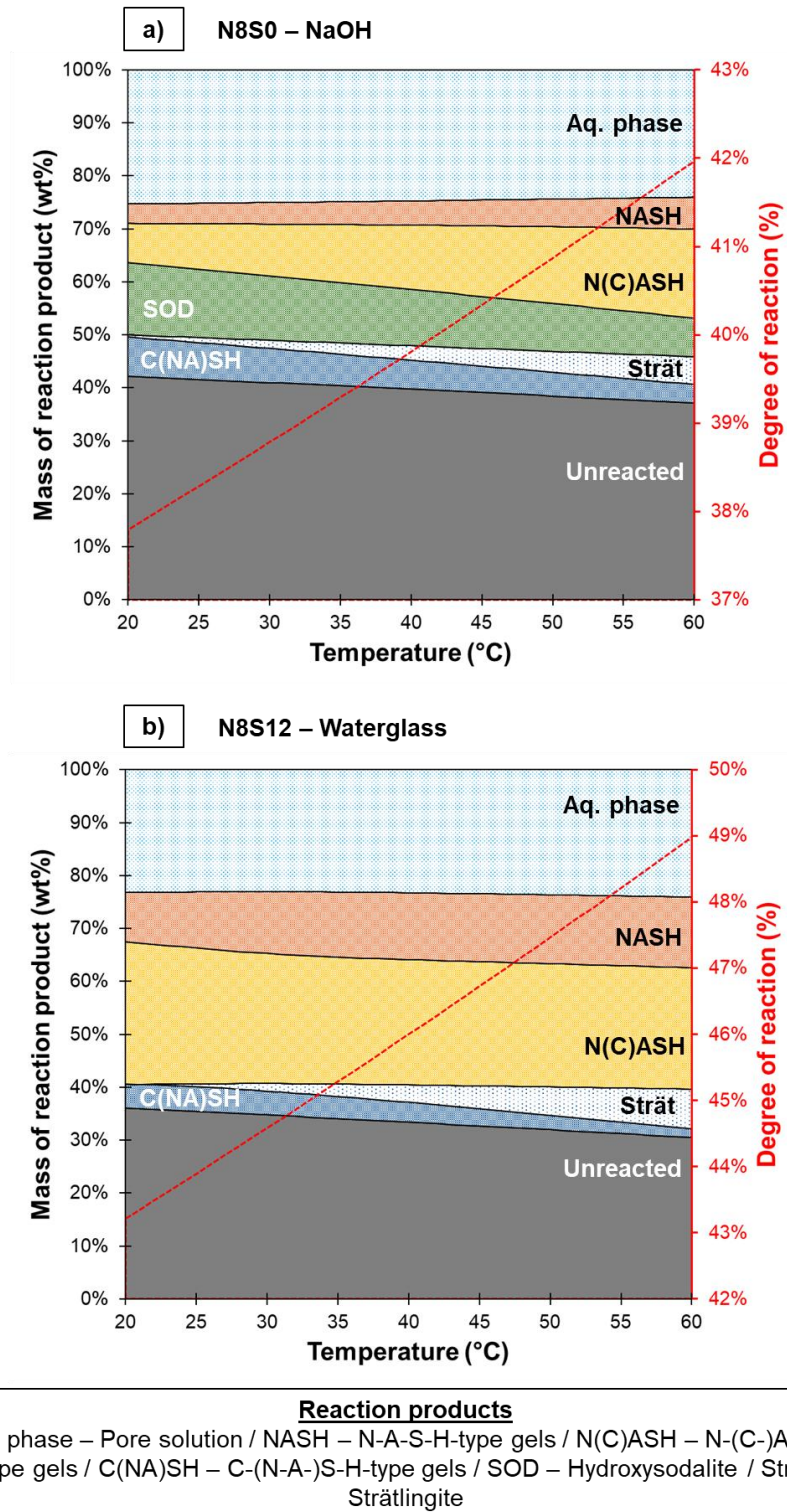 a) N8S0 – NaOH
100%
90%
80%
70%
60%
50%
40%
30%
20%
10%
0%
Mass of reaction product (wt%)
Aq. phase
NASH
N(C)ASH
SOD
Strät
C(NA)SH
Unreacted
43%
42%
41%
40%
39%
38%
37%
Degree of reaction (%)
20 25 30 35 40 45 50 55 60
Temperature (°C)
b) N8S12 – Waterglass
100%
90%
80%
70%
60%
50%
40%
30%
20%
10%
0%
Mass of reaction product (wt%)
Aq. phase
NASH
N(C)ASH
C(NA)SH
Strät
Unreacted
50%
49%
48%
47%
46%
45%
44%
43%
42%
Degree of reaction (%)
20 25 30 35 40 45 50 55 60
Temperature (°C)
Reaction products
phase – Pore solution / NASH – N-A-S-H-type gels / N(C)ASH – N-(C-)A
pe gels / C(NA)SH – C-(N-A-)S-H-type gels / SOD – Hydroxysodalite / Str
Strätlingite